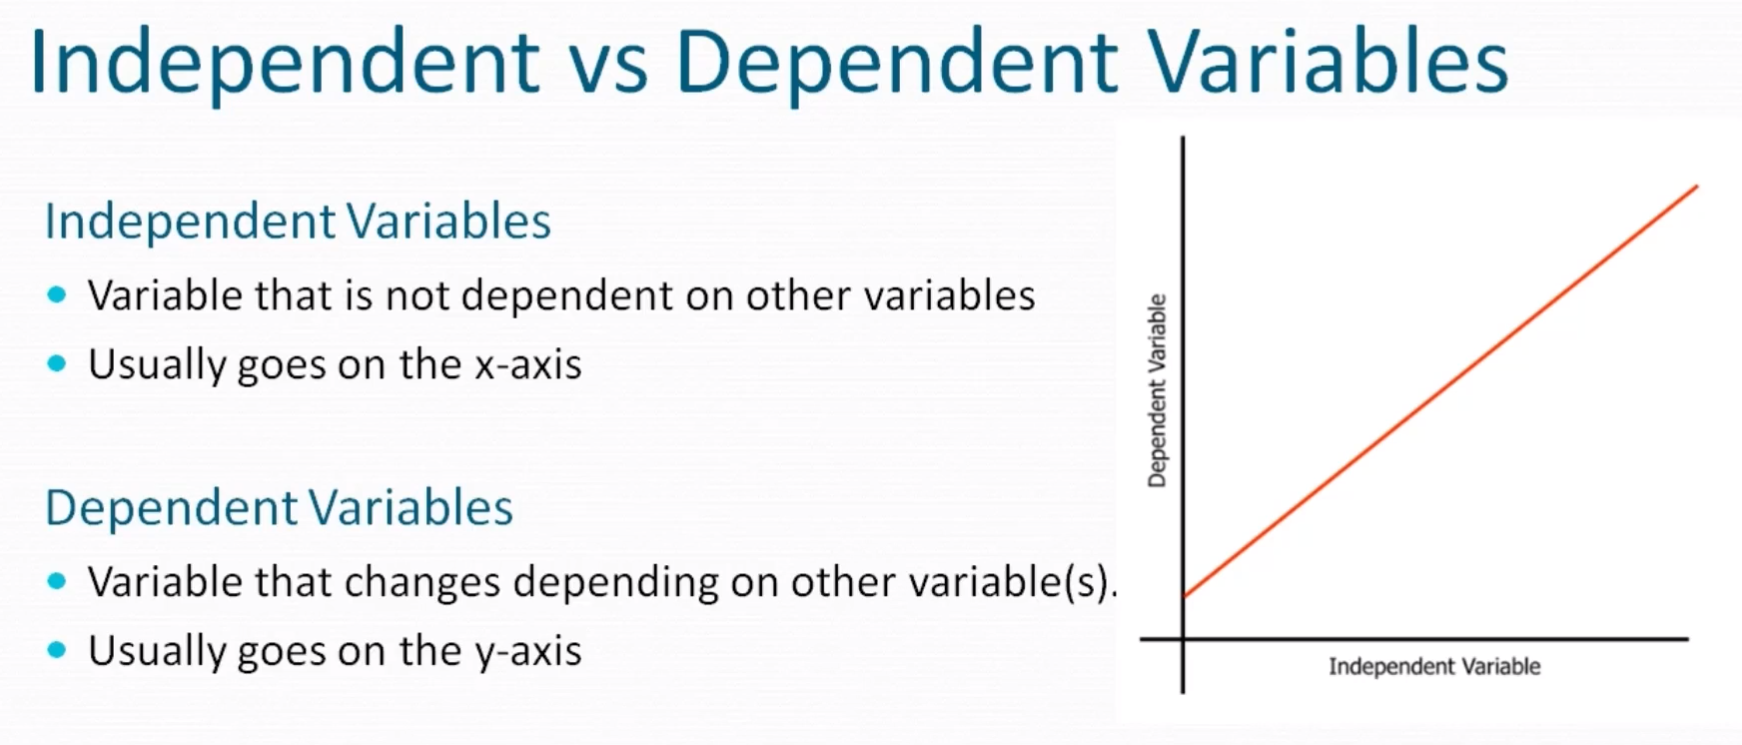 Independent vs Dependent Variables
Independent Variables
• Variable that is not dependent on other variables
• Usually goes on the x-axis
Dependent Variables
• Variable that changes depending on other variable(s).
• Usually goes on the y-axis
Dependent Variable
Independent Variable